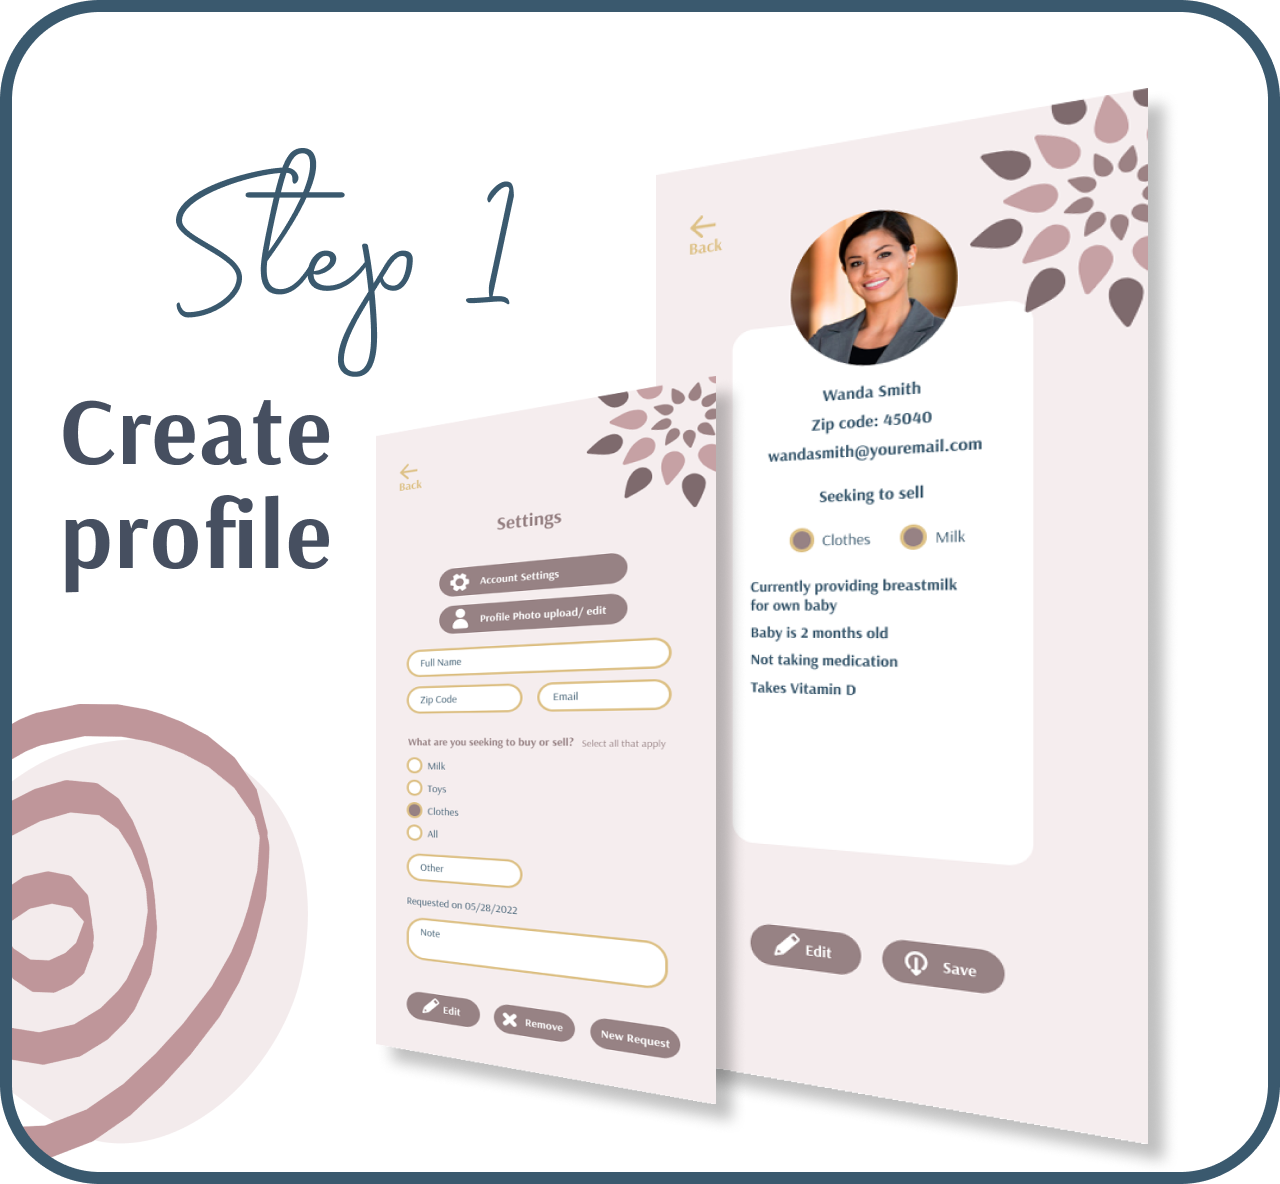 Step 1
Create
profile
Back
Settings
Account Settings
Profile Photo upload/ edit
Full Name
Zip Code
Email
What are you seeking to buy or sell? Select all that apply
Milk
Toys
Clothes
All
Other
Requested on 05/28/2022
Note
Edit
Remove
New Request
Back
Wanda Smith
Zip code: 45040
wandasmith@youremail.com
Seeking to sell
Clothes
Milk
Currently providing breastmilk
for own baby
Baby is 2 months old
Not taking medication
Takes Vitamin D
Edit
Save